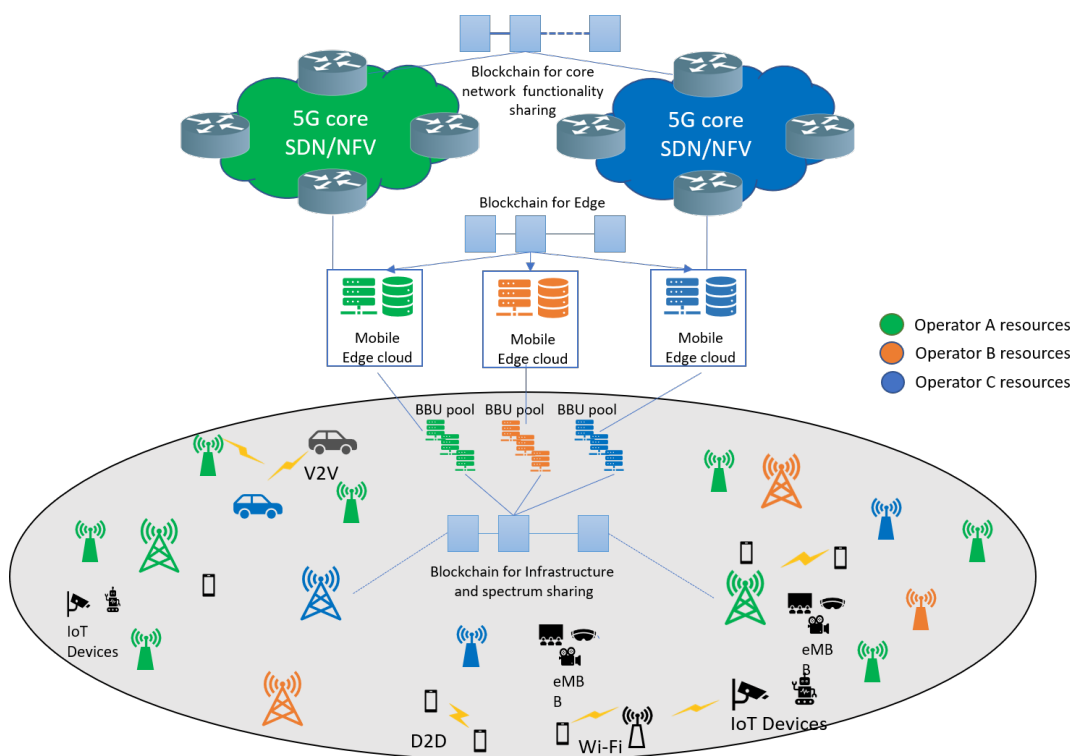 Blockchain for core
network functionality
sharing
5G core
SDN/NFV
5G core
SDN/NFV
Blockchain for Edge
Mobile
Edge cloud
Mobile
Edge cloud
Mobile
Edge cloud
Operator A resources
Operator B resources
Operator C resources
BBU pool
BBU pool
BBU pool
V2V
Blockchain for Infrastructure
and spectrum sharing
IoT
Devices
eMB
B
eMB
B
D2D
Wi-Fi
IoT Devices